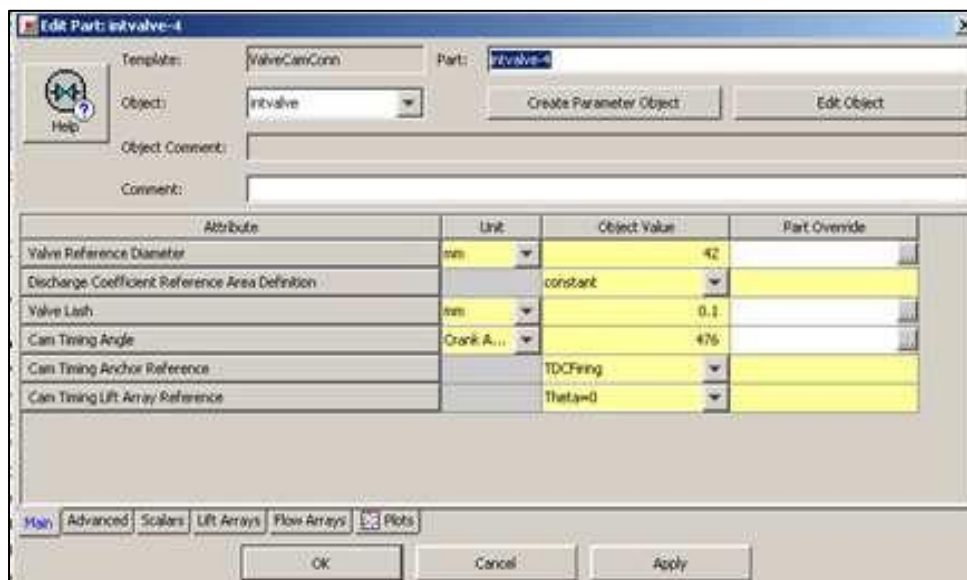 Edit Part: intvalve-4
Template: ValveCamConn Part: intvalve-4
Object: intvalve Create Parameter Object Edit Object
Help
Object Comment:
Comment:
Attribute Unit Object Value Part Override
Valve Reference Diameter mm 42 ...
Discharge Coefficient Reference Area Definition constant
Valve Lash mm 0.1 ...
Cam Timing Angle Crank A... 476 ...
Cam Timing Anchor Reference TDCFiring
Cam Timing Lift Array Reference Theta=0
Main Advanced Scalars Lift Arrays Flow Arrays Plots
OK Cancel Apply